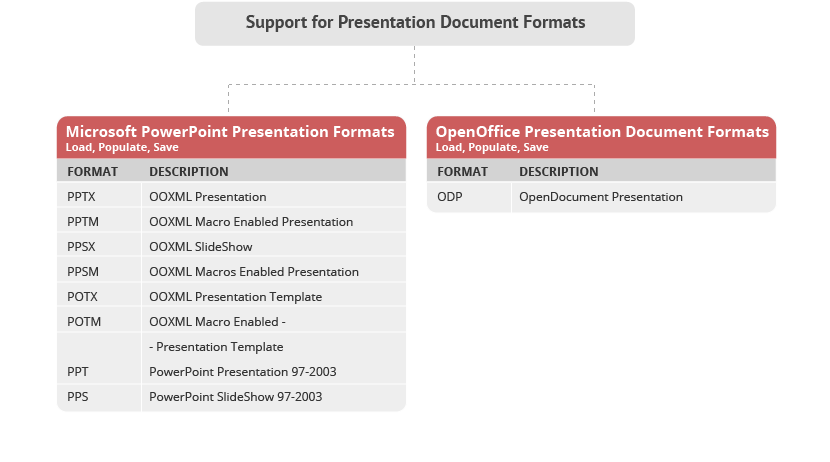 Support for Presentation Document Formats
Microsoft PowerPoint Presentation Formats
Load, Populate, Save
FORMAT DESCRIPTION
PPTX OOXML Presentation
PPTM OOXML Macro Enabled Presentation
PPSX OOXML SlideShow
PPSM OOXML Macros Enabled Presentation
POTX OOXML Presentation Template
POTM OOXML Macro Enabled -
- Presentation Template
PPT PowerPoint Presentation 97-2003
PPS PowerPoint SlideShow 97-2003
OpenOffice Presentation Document Formats
Load, Populate, Save
FORMAT DESCRIPTION
ODP OpenDocument Presentation